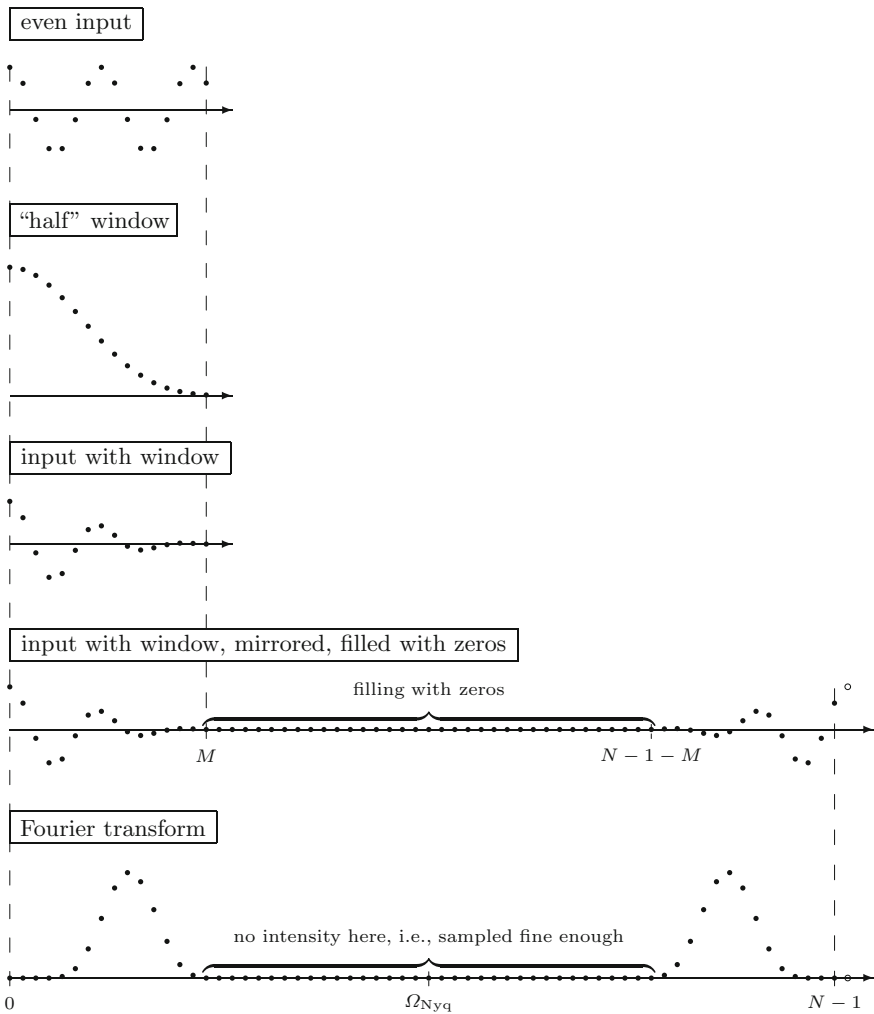 even input
“half” window
input with window
input with window, mirrored, filled with zeros
filling with zeros
M
N − 1 − M
Fourier transform
no intensity here, i.e., sampled fine enough
0
Ω_Nyq
N − 1